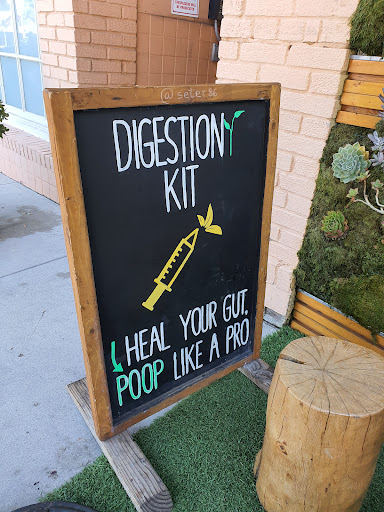 @seter86
DIGESTION
KIT
HEAL YOUR GUT,
POOP LIKE A PRO